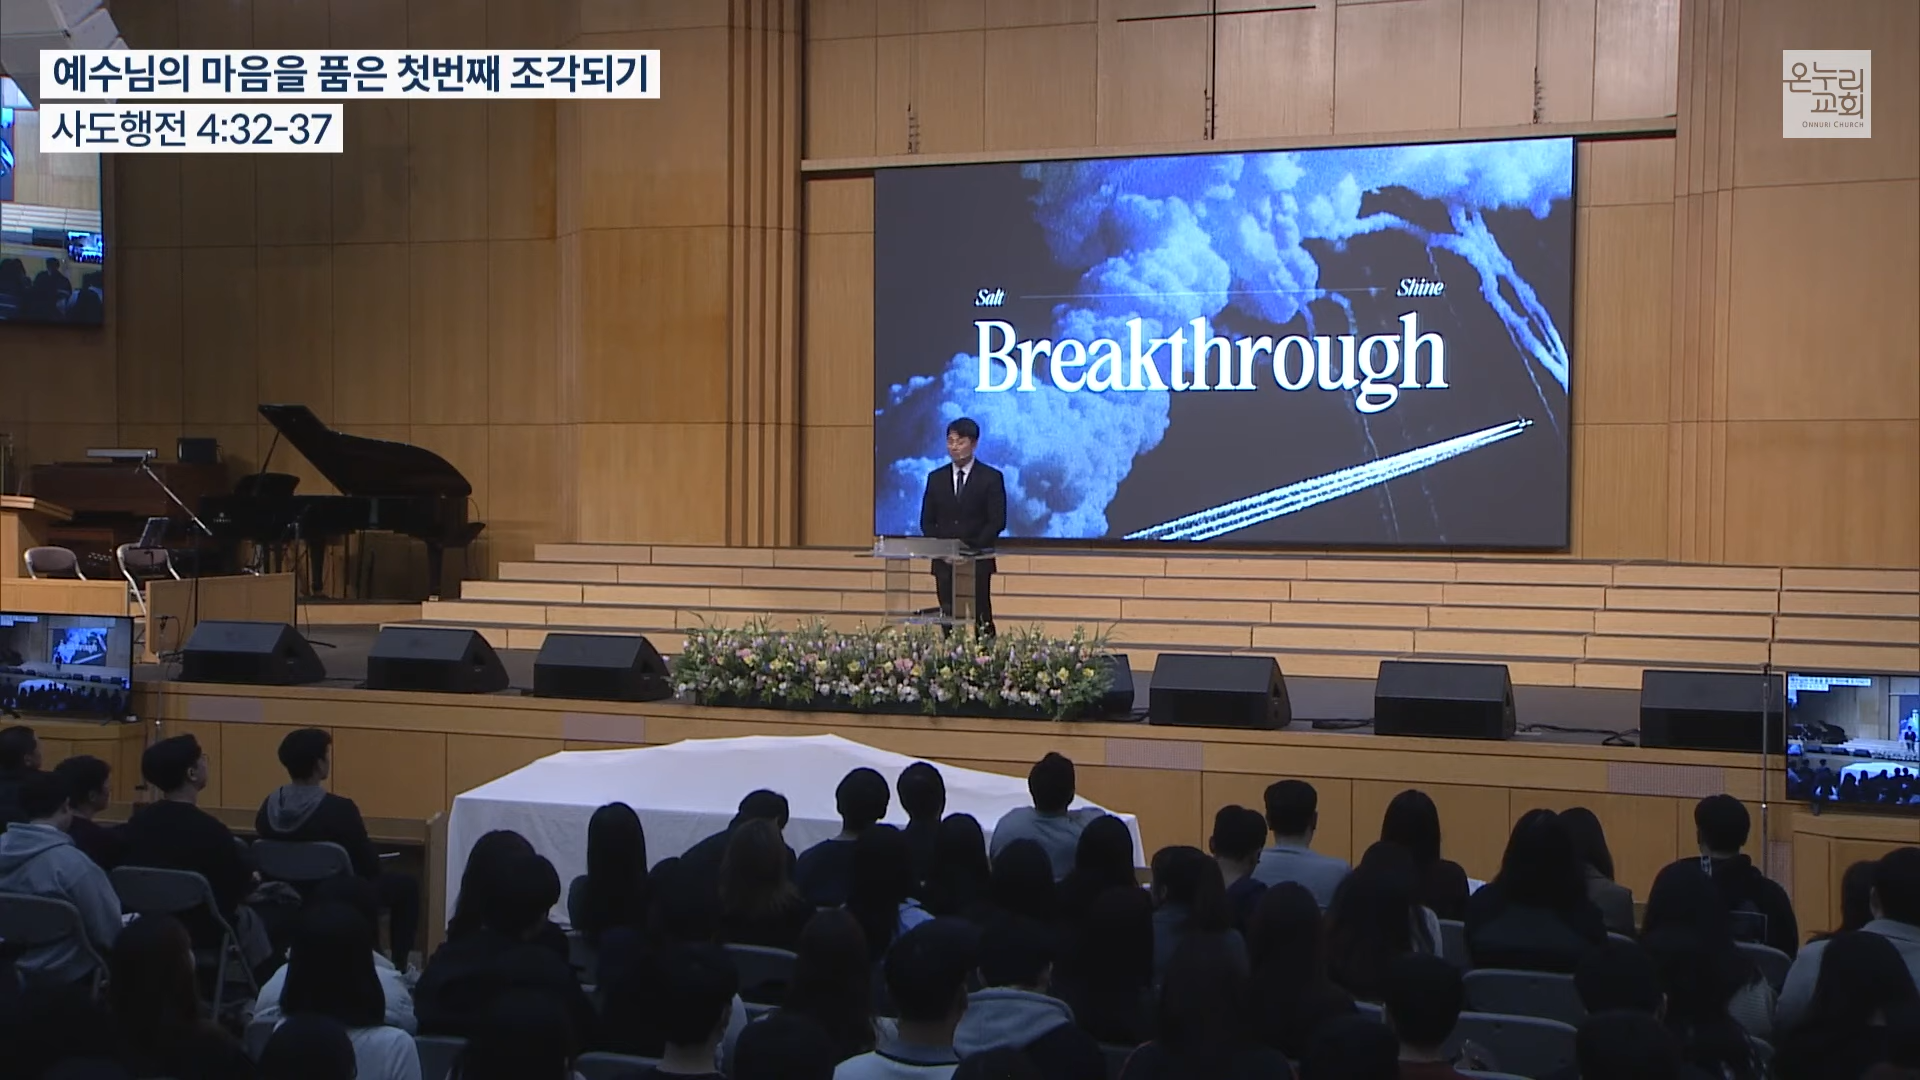 예수님의 마음을 품은 첫번째 조각되기
사도행전 4:32-37
온누리
교회
ONNURI CHURCH
Salt
Shine
Breakthrough